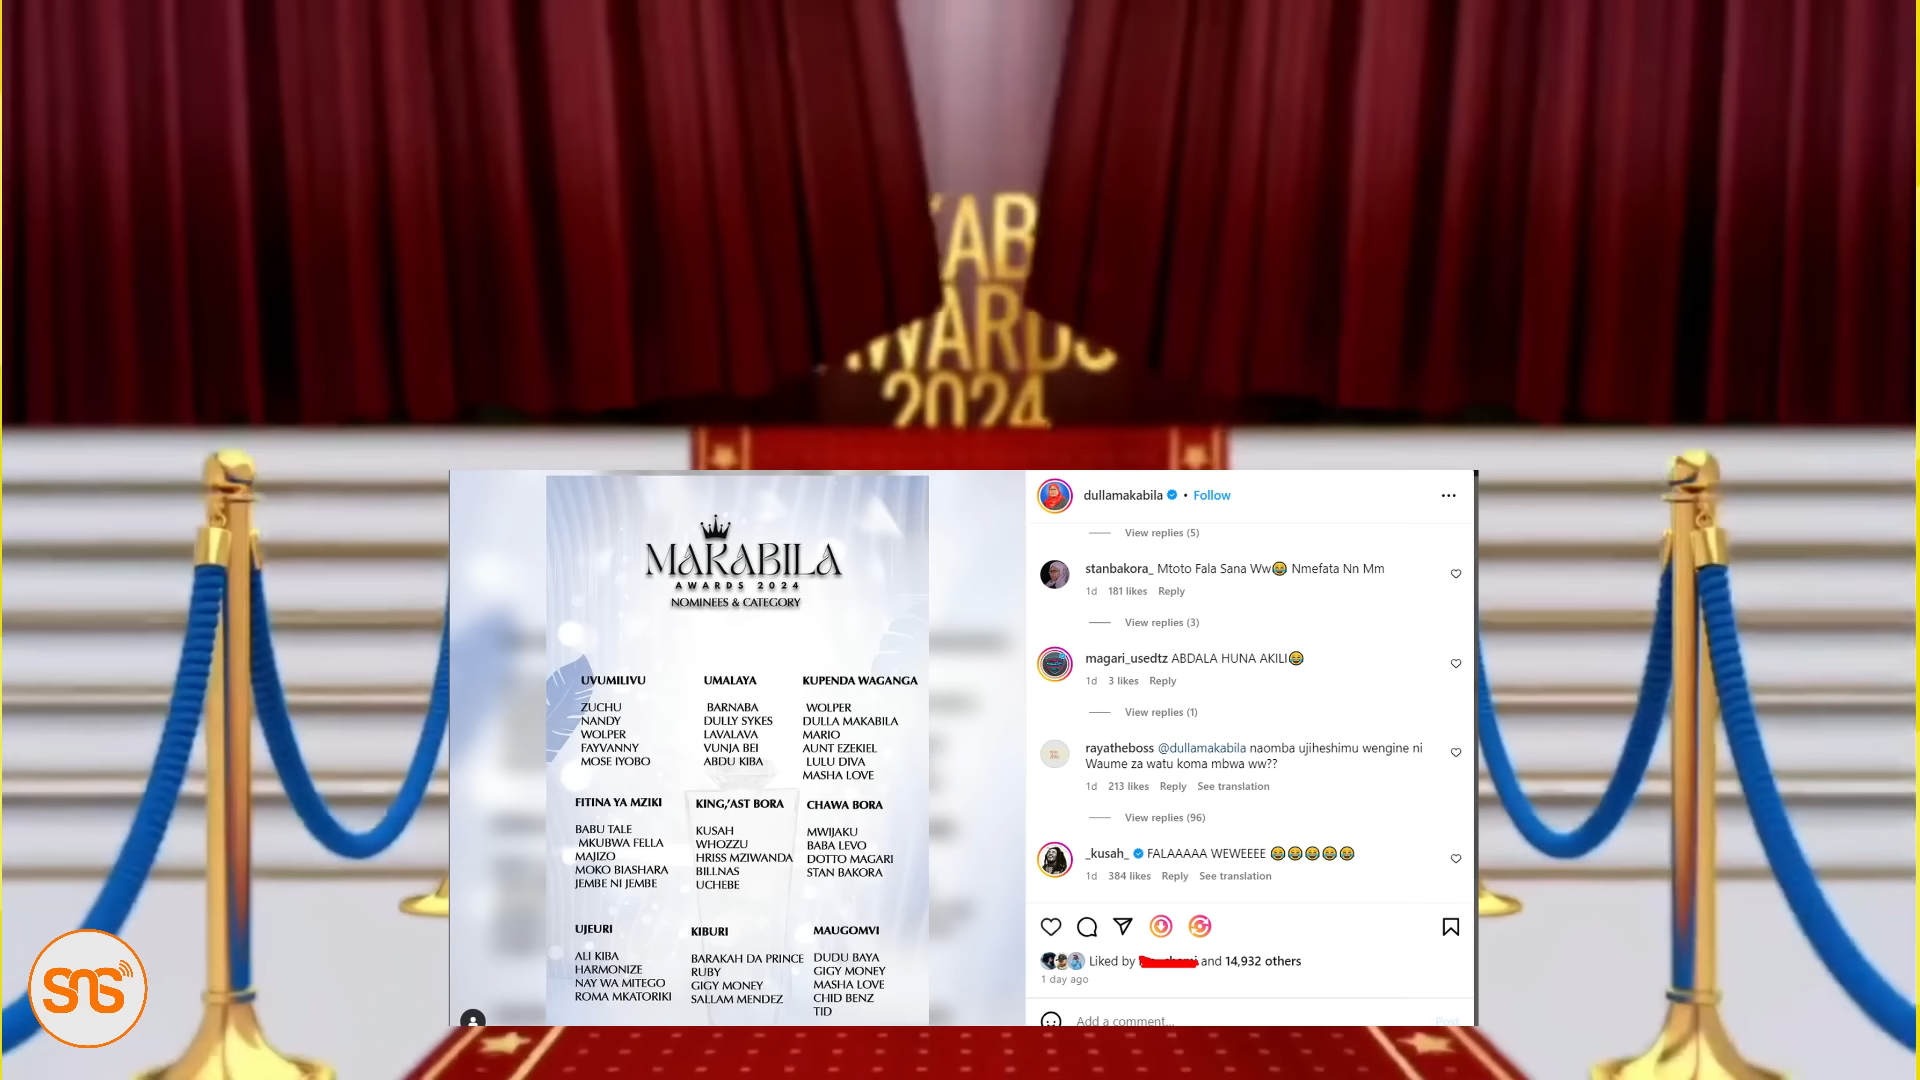 AB
WARDS
2024
MAKABILA
AWARDS 2024
NOMINEES & CATEGORY
UVUMILIVU
ZUCHU
NANDY
WOLPER
FAYVANNY
MOSE IYOBO
UMALAYA
BARNABA
DULLY SYKES
LAVALAVA
VUNJA BEI
ABDU KIBA
KUPENDA WAGANGA
WOLPER
DULLA MAKABILA
MARIO
AUNT EZEKIEL
LULU DIVA
MASHA LOVE
FITINA YA MZIKI
BABU TALE
MKUBWA FELLA
MAJIZO
MOKO BIASHARA
JEMBE NI JEMBE
KING,'AST BORA
KUSAH
WHOZZU
HRISS MZIWANDA
BILLNAS
UCHEBE
CHAWA BORA
MWIJAKU
BABA LEVO
DOTTO MAGARI
STAN BAKORA
UJEURI
ALI KIBA
HARMONIZE
NAY WA MITEGO
ROMA MKATORIKI
KIBURI
BARAKAH DA PRINCE
RUBY
GIGY MONEY
SALLAM MENDEZ
MAUGOMVI
DUDU BAYA
GIGY MONEY
MASHA LOVE
CHID BENZ
TID
dullamakabila • Follow
View replies (5)
stanbakora_ Mtoto Fala Sana Ww😂 Nmefata Nn Mm
1d 181 likes Reply
View replies (3)
magari_usedtz ABDALA HUNA AKILI😂
1d 3 likes Reply
View replies (1)
rayatheboss @dullamakabila naomba ujiheshimu wengine ni
Waume za watu koma mbwa ww??
1d 213 likes Reply See translation
View replies (96)
_kusah_ FALAAAAA WEWEEEE 😂😂😂😂😂
1d 384 likes Reply See translation
Liked by and 14,932 others
1 day ago
Add a comment...
Post
SNS